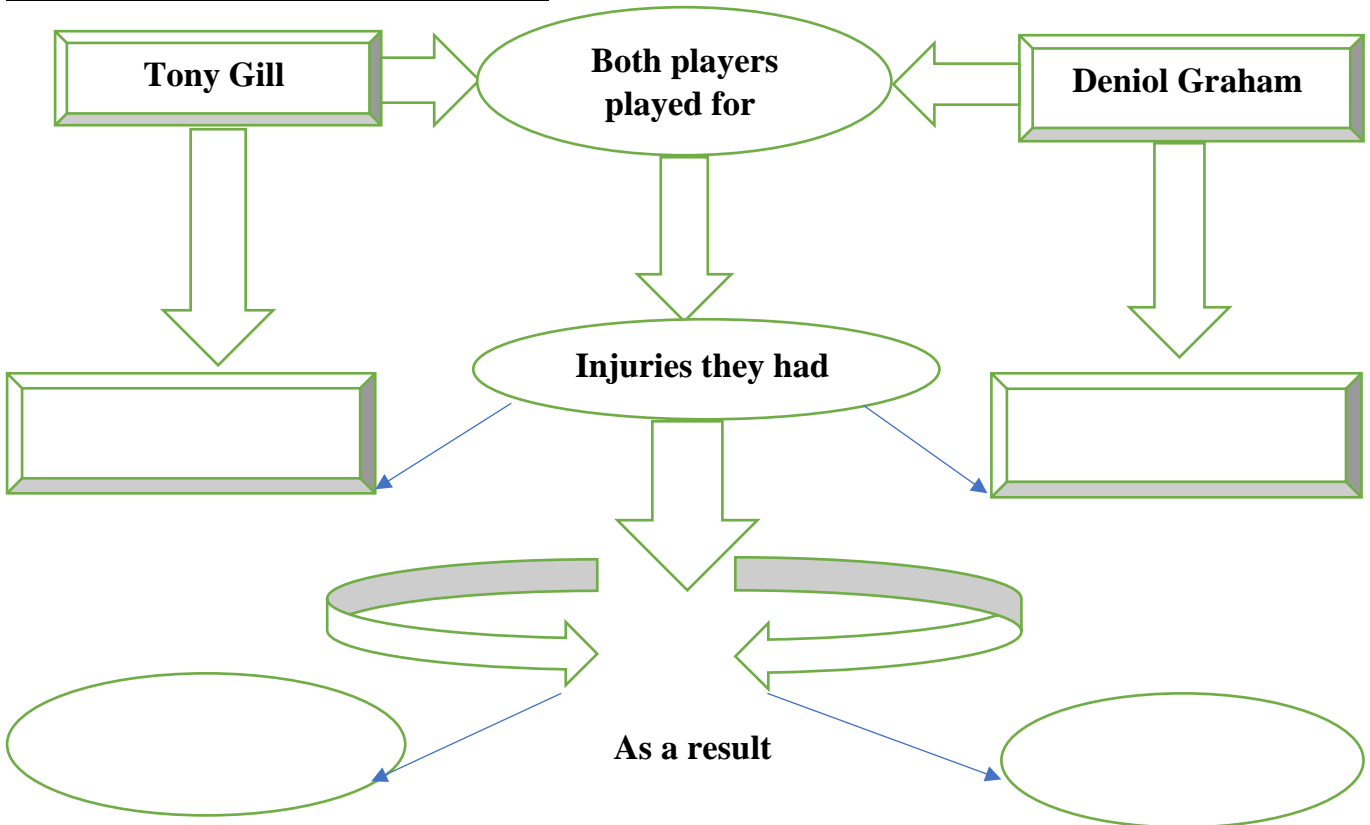 Tony Gill
Both players
played for
Deniol Graham
Injuries they had
As a result